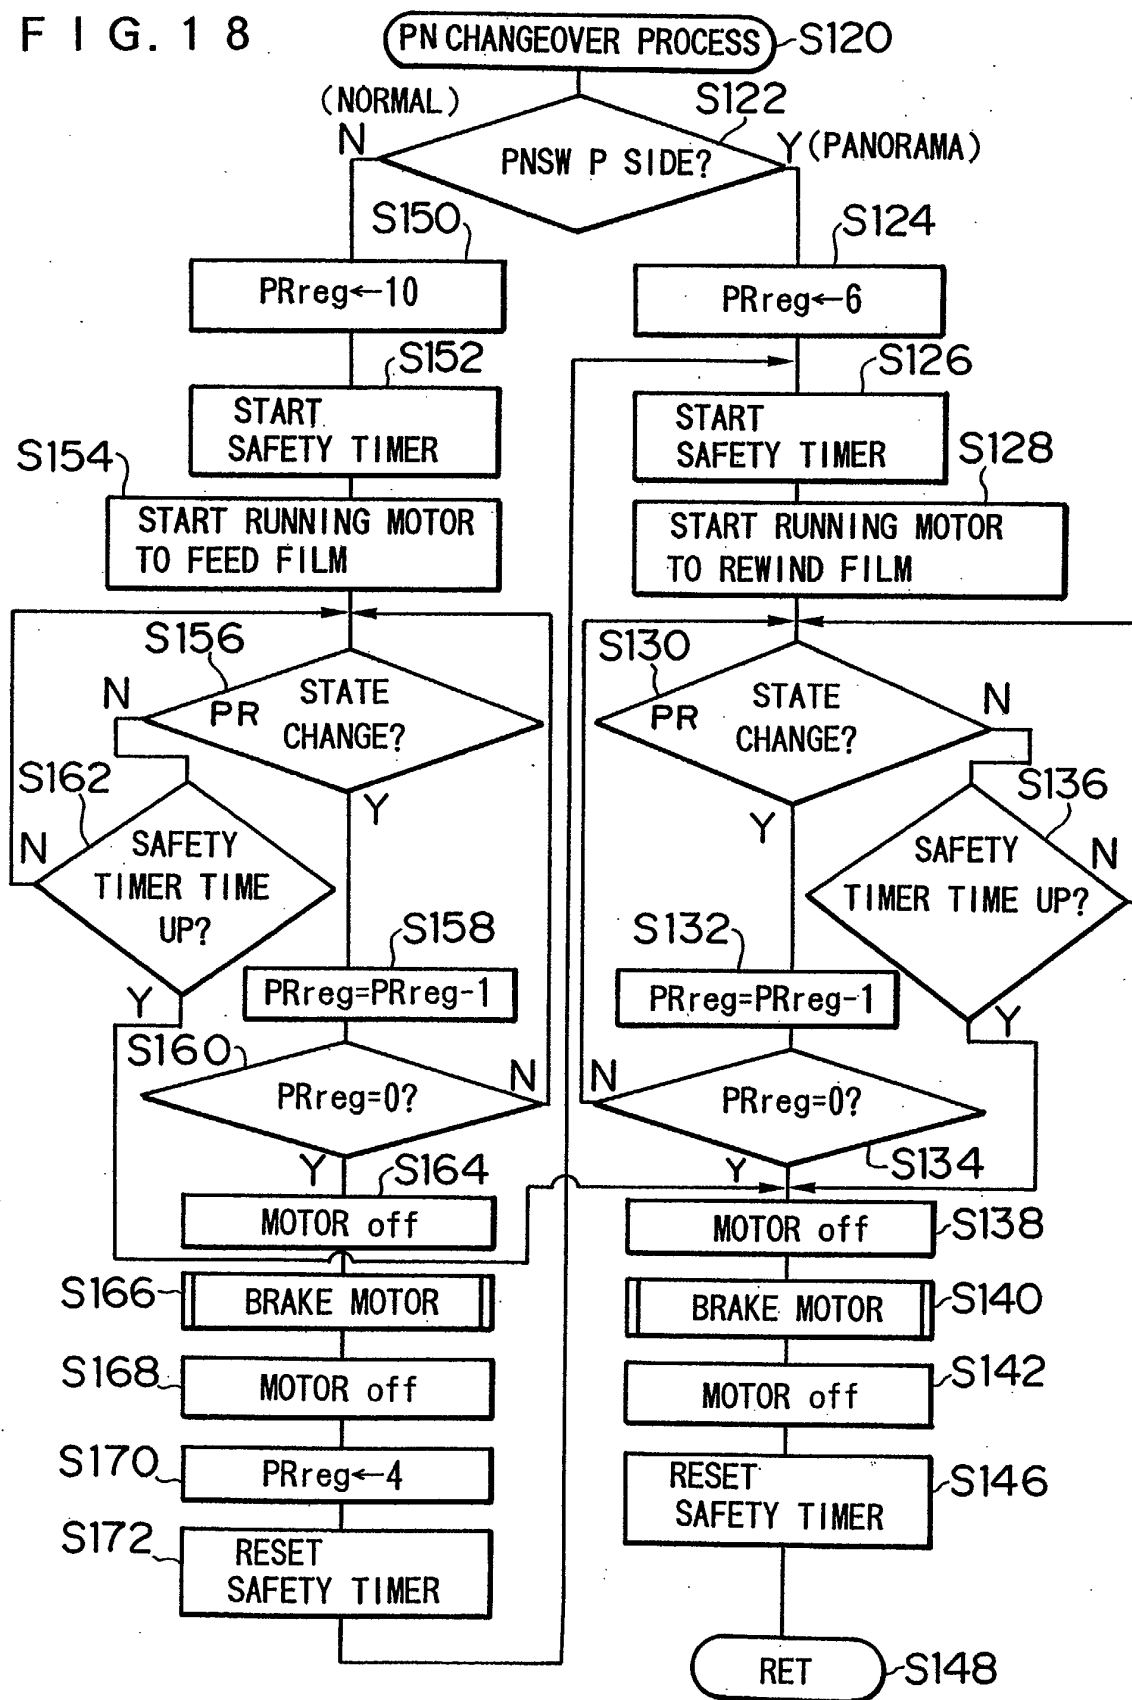 FIG. 18
PN CHANGEOVER PROCESS
S120
(NORMAL)
S122
N
PNSW P SIDE?
Y (PANORAMA)
S150
S124
PRreg←10
PRreg←6
S152
S126
START
SAFETY TIMER
START
SAFETY TIMER
S154
S128
START RUNNING MOTOR
TO FEED FILM
START RUNNING MOTOR
TO REWIND FILM
S156
S130
N
PR STATE
CHANGE?
PR STATE
CHANGE?
N
S162
Y
Y
S136
N
SAFETY
TIMER TIME
UP?
SAFETY
TIMER TIME UP?
N
S158
S132
Y
PRreg=PRreg-1
PRreg=PRreg-1
Y
S160
PRreg=0?
N
N
PRreg=0?
Y
S164
Y
S134
MOTOR off
MOTOR off
S138
S166
BRAKE MOTOR
BRAKE MOTOR
S140
S168
MOTOR off
MOTOR off
S142
S170
PRreg←4
RESET
SAFETY TIMER
S146
S172
RESET
SAFETY TIMER
RET
S148